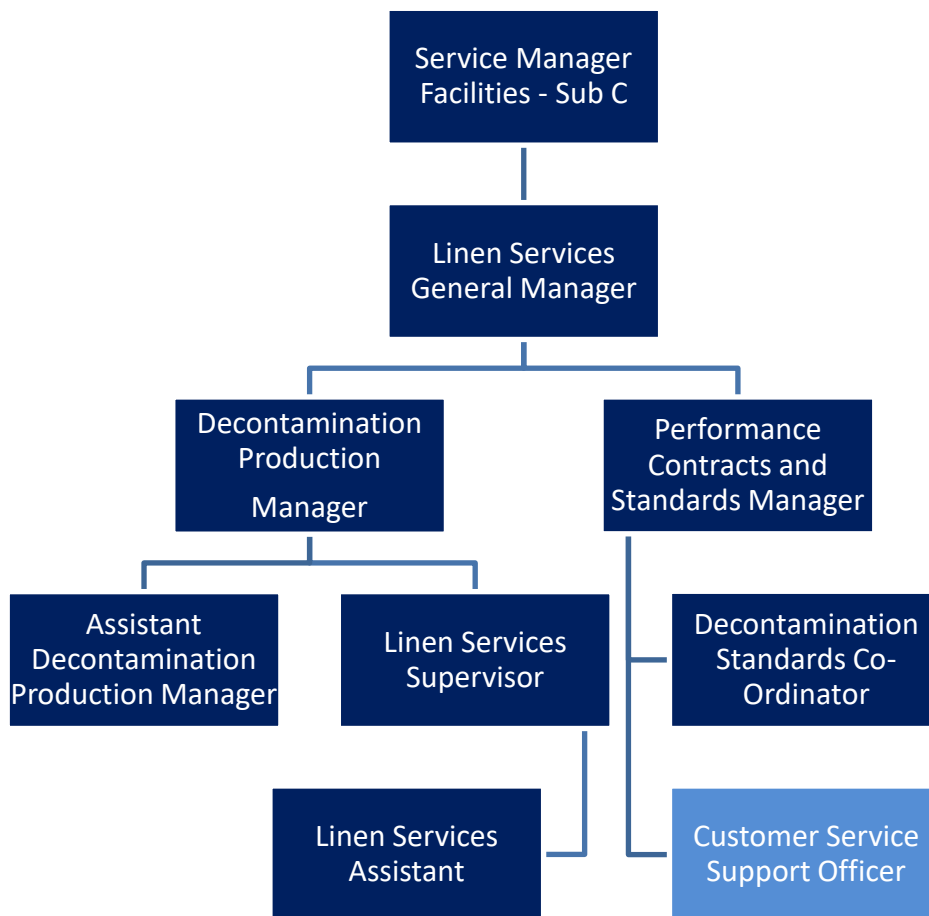 Service Manager
Facilities - Sub C
Linen Services
General Manager
Decontamination
Production
Manager
Performance
Contracts and
Standards Manager
Assistant
Decontamination
Production Manager
Linen Services
Supervisor
Decontamination
Standards Co-
Ordinator
Linen Services
Assistant
Customer Service
Support Officer